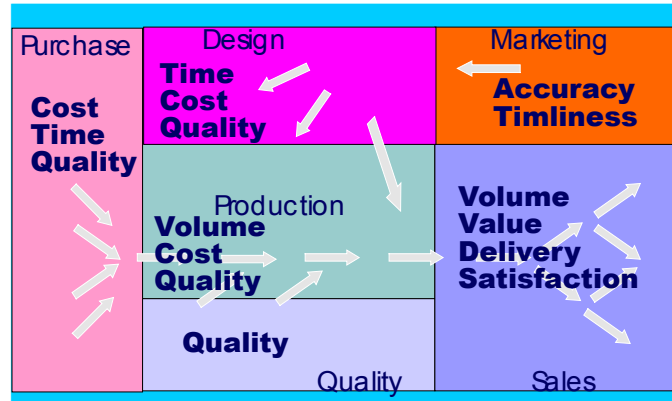 Purchase
Cost
Time
Quality
Design
Time
Cost
Quality
Marketing
Accuracy
Timliness
Production
Volume
Cost
Quality
Volume
Value
Delivery
Satisfaction
Quality
Quality
Sales